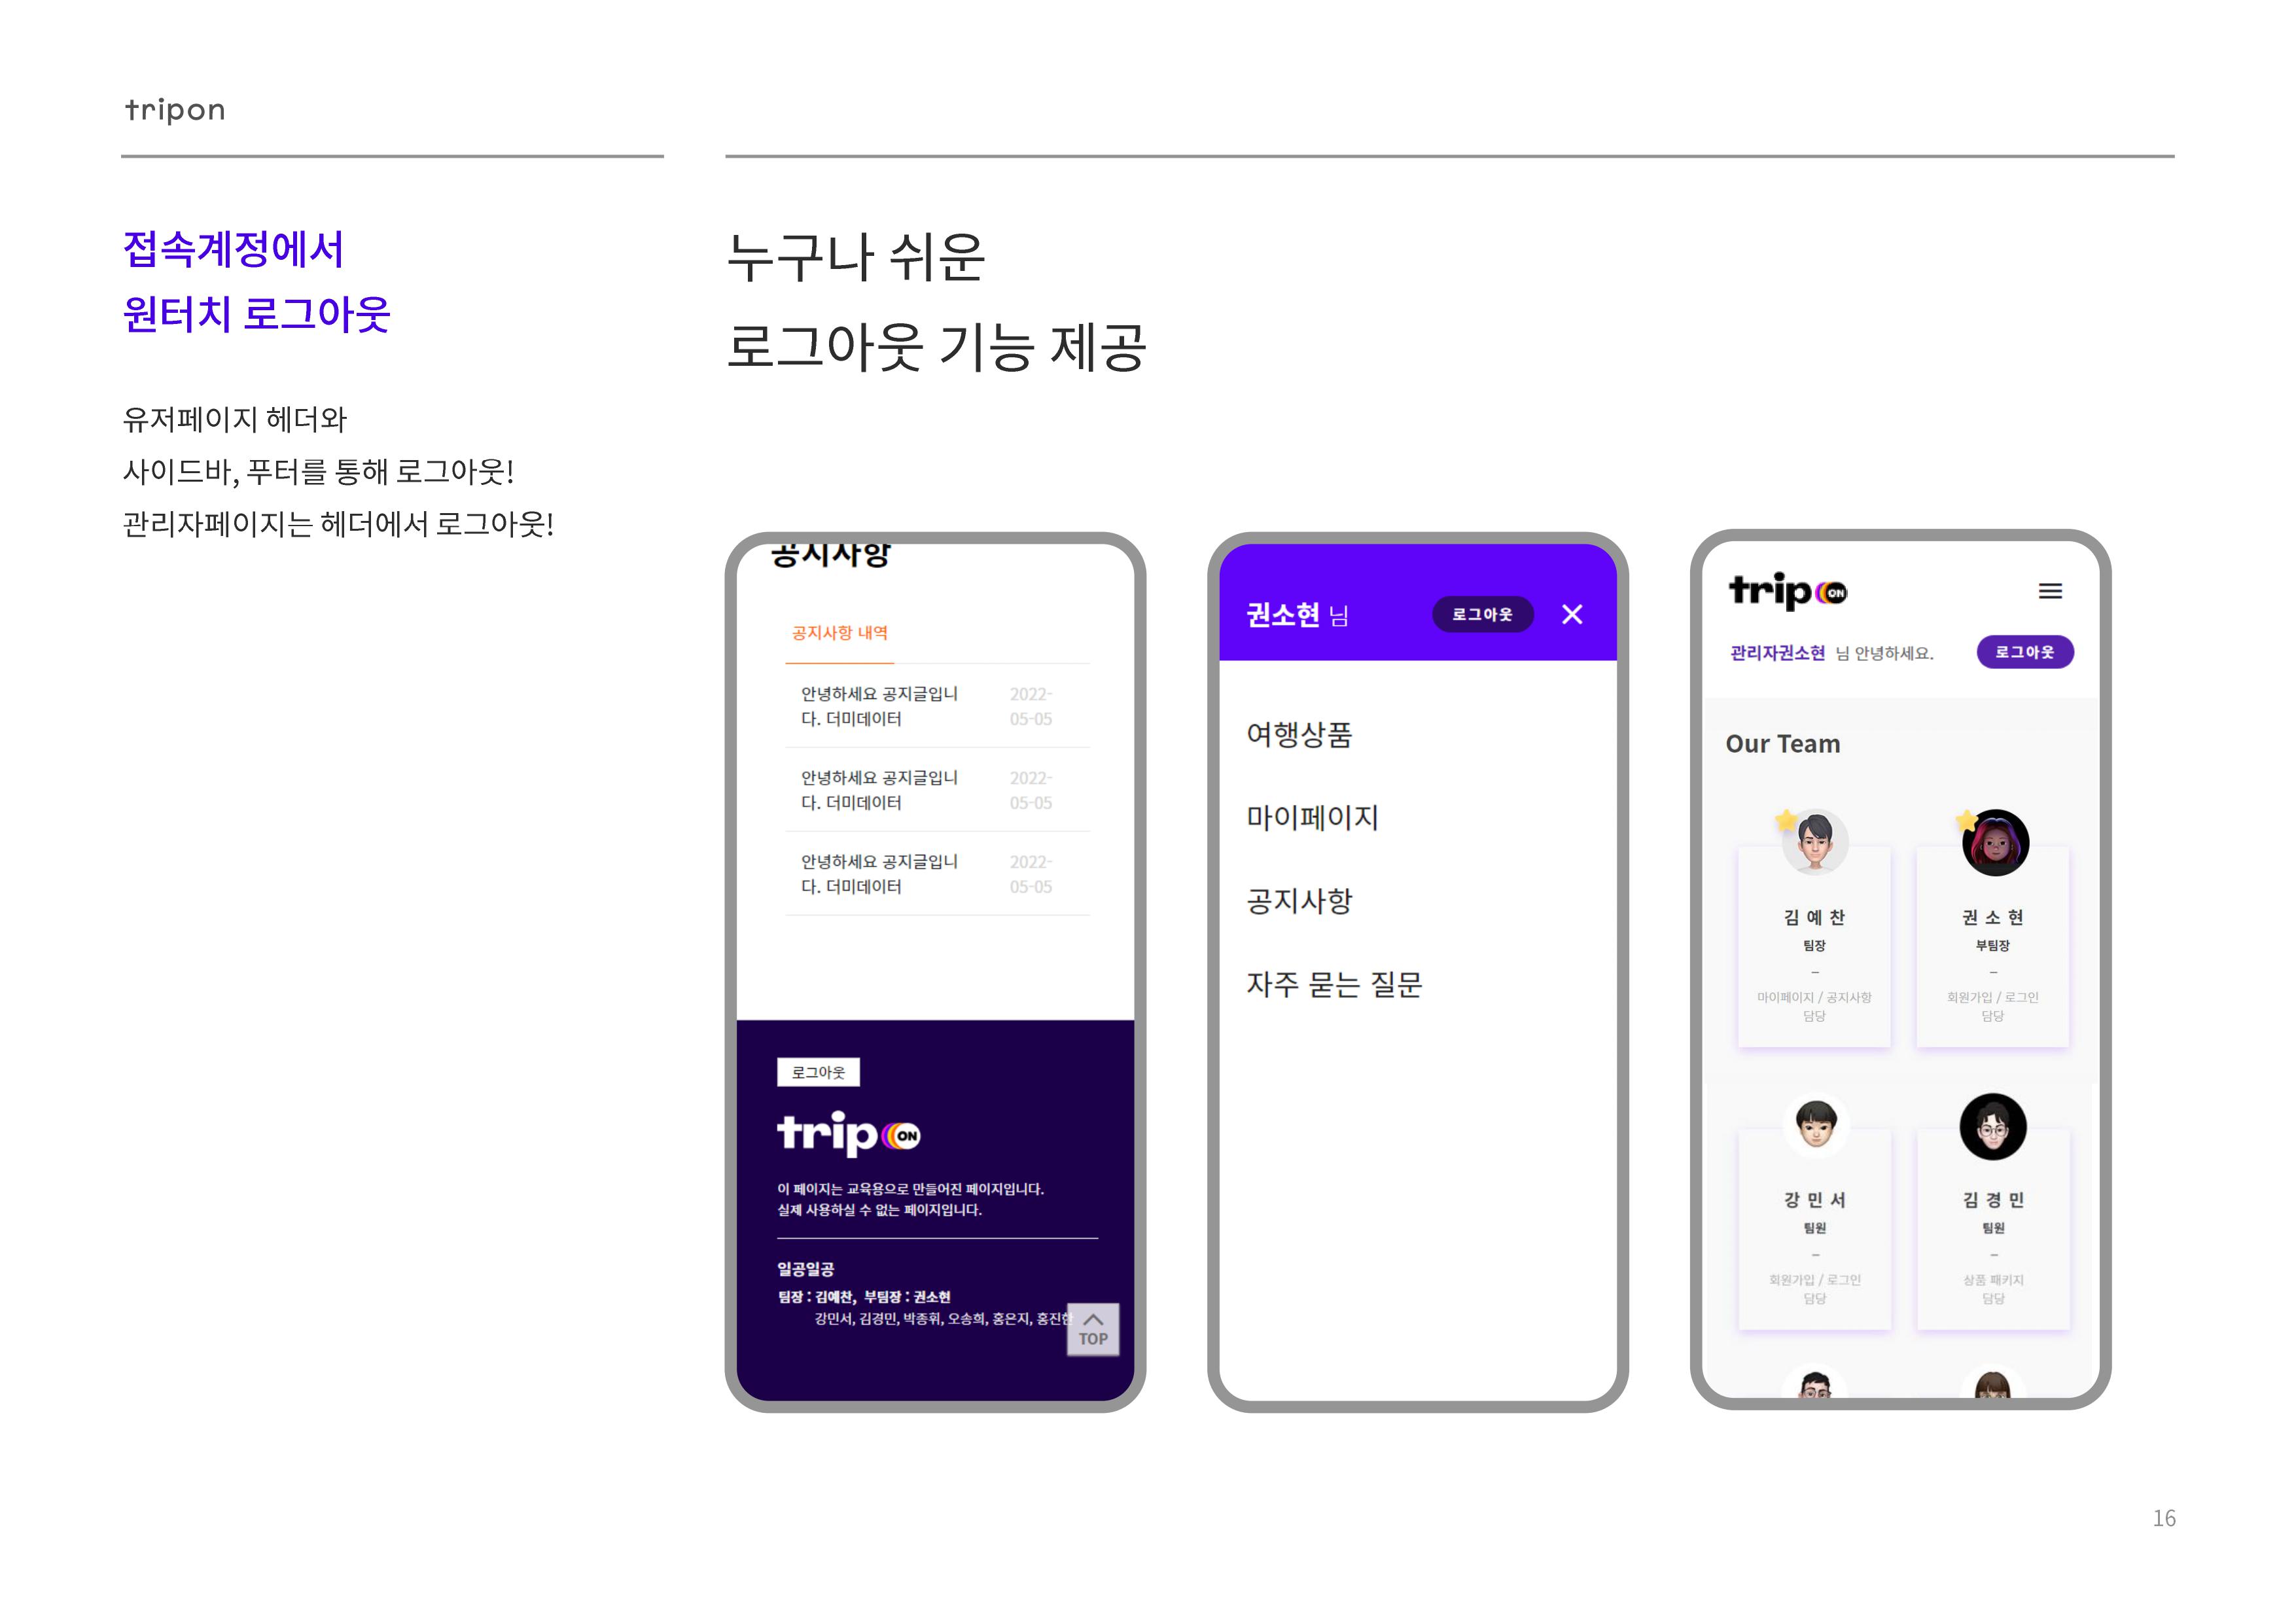 tripon
접속계정에서
원터치 로그아웃
유저페이지 헤더와
사이드바, 푸터를 통해 로그아웃!
관리자페이지는 헤더에서 로그아웃!
누구나 쉬운
로그아웃 기능 제공
공지사항
공지사항 내역
안녕하세요 공지글입니
다. 더미데이터
2022-
05-05
안녕하세요 공지글입니
다. 더미데이터
2022-
05-05
안녕하세요 공지글입니
다. 더미데이터
2022-
05-05
로그아웃
trip ON
이 페이지는 교육용으로 만들어진 페이지입니다.
실제 사용하실 수 없는 페이지입니다.
일공일공
팀장 : 김예찬, 부팀장 : 권소현
강민서, 김경민, 박종휘, 오송희, 홍은지, 홍진한
TOP
권소현 님
로그아웃
여행상품
마이페이지
공지사항
자주 묻는 질문
trip ON
관리자권소현 님 안녕하세요.
로그아웃
Our Team
김 예 찬
팀장
–
마이페이지 / 공지사항
담당
권 소 현
부팀장
–
회원가입 / 로그인
담당
강 민 서
팀원
–
회원가입 / 로그인
담당
김 경 민
팀원
–
상품 패키지
담당
16